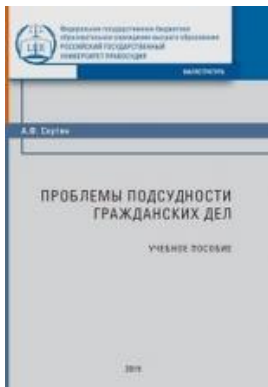 Федеральное государственное бюджетное
образовательное учреждение высшего образования
РОССИЙСКИЙ ГОСУДАРСТВЕННЫЙ
УНИВЕРСИТЕТ ПРАВОСУДИЯ
МАГИСТРАТУРА
А.Ф. Скутин
ПРОБЛЕМЫ ПОДСУДНОСТИ
ГРАЖДАНСКИХ ДЕЛ
УЧЕБНОЕ ПОСОБИЕ
2019